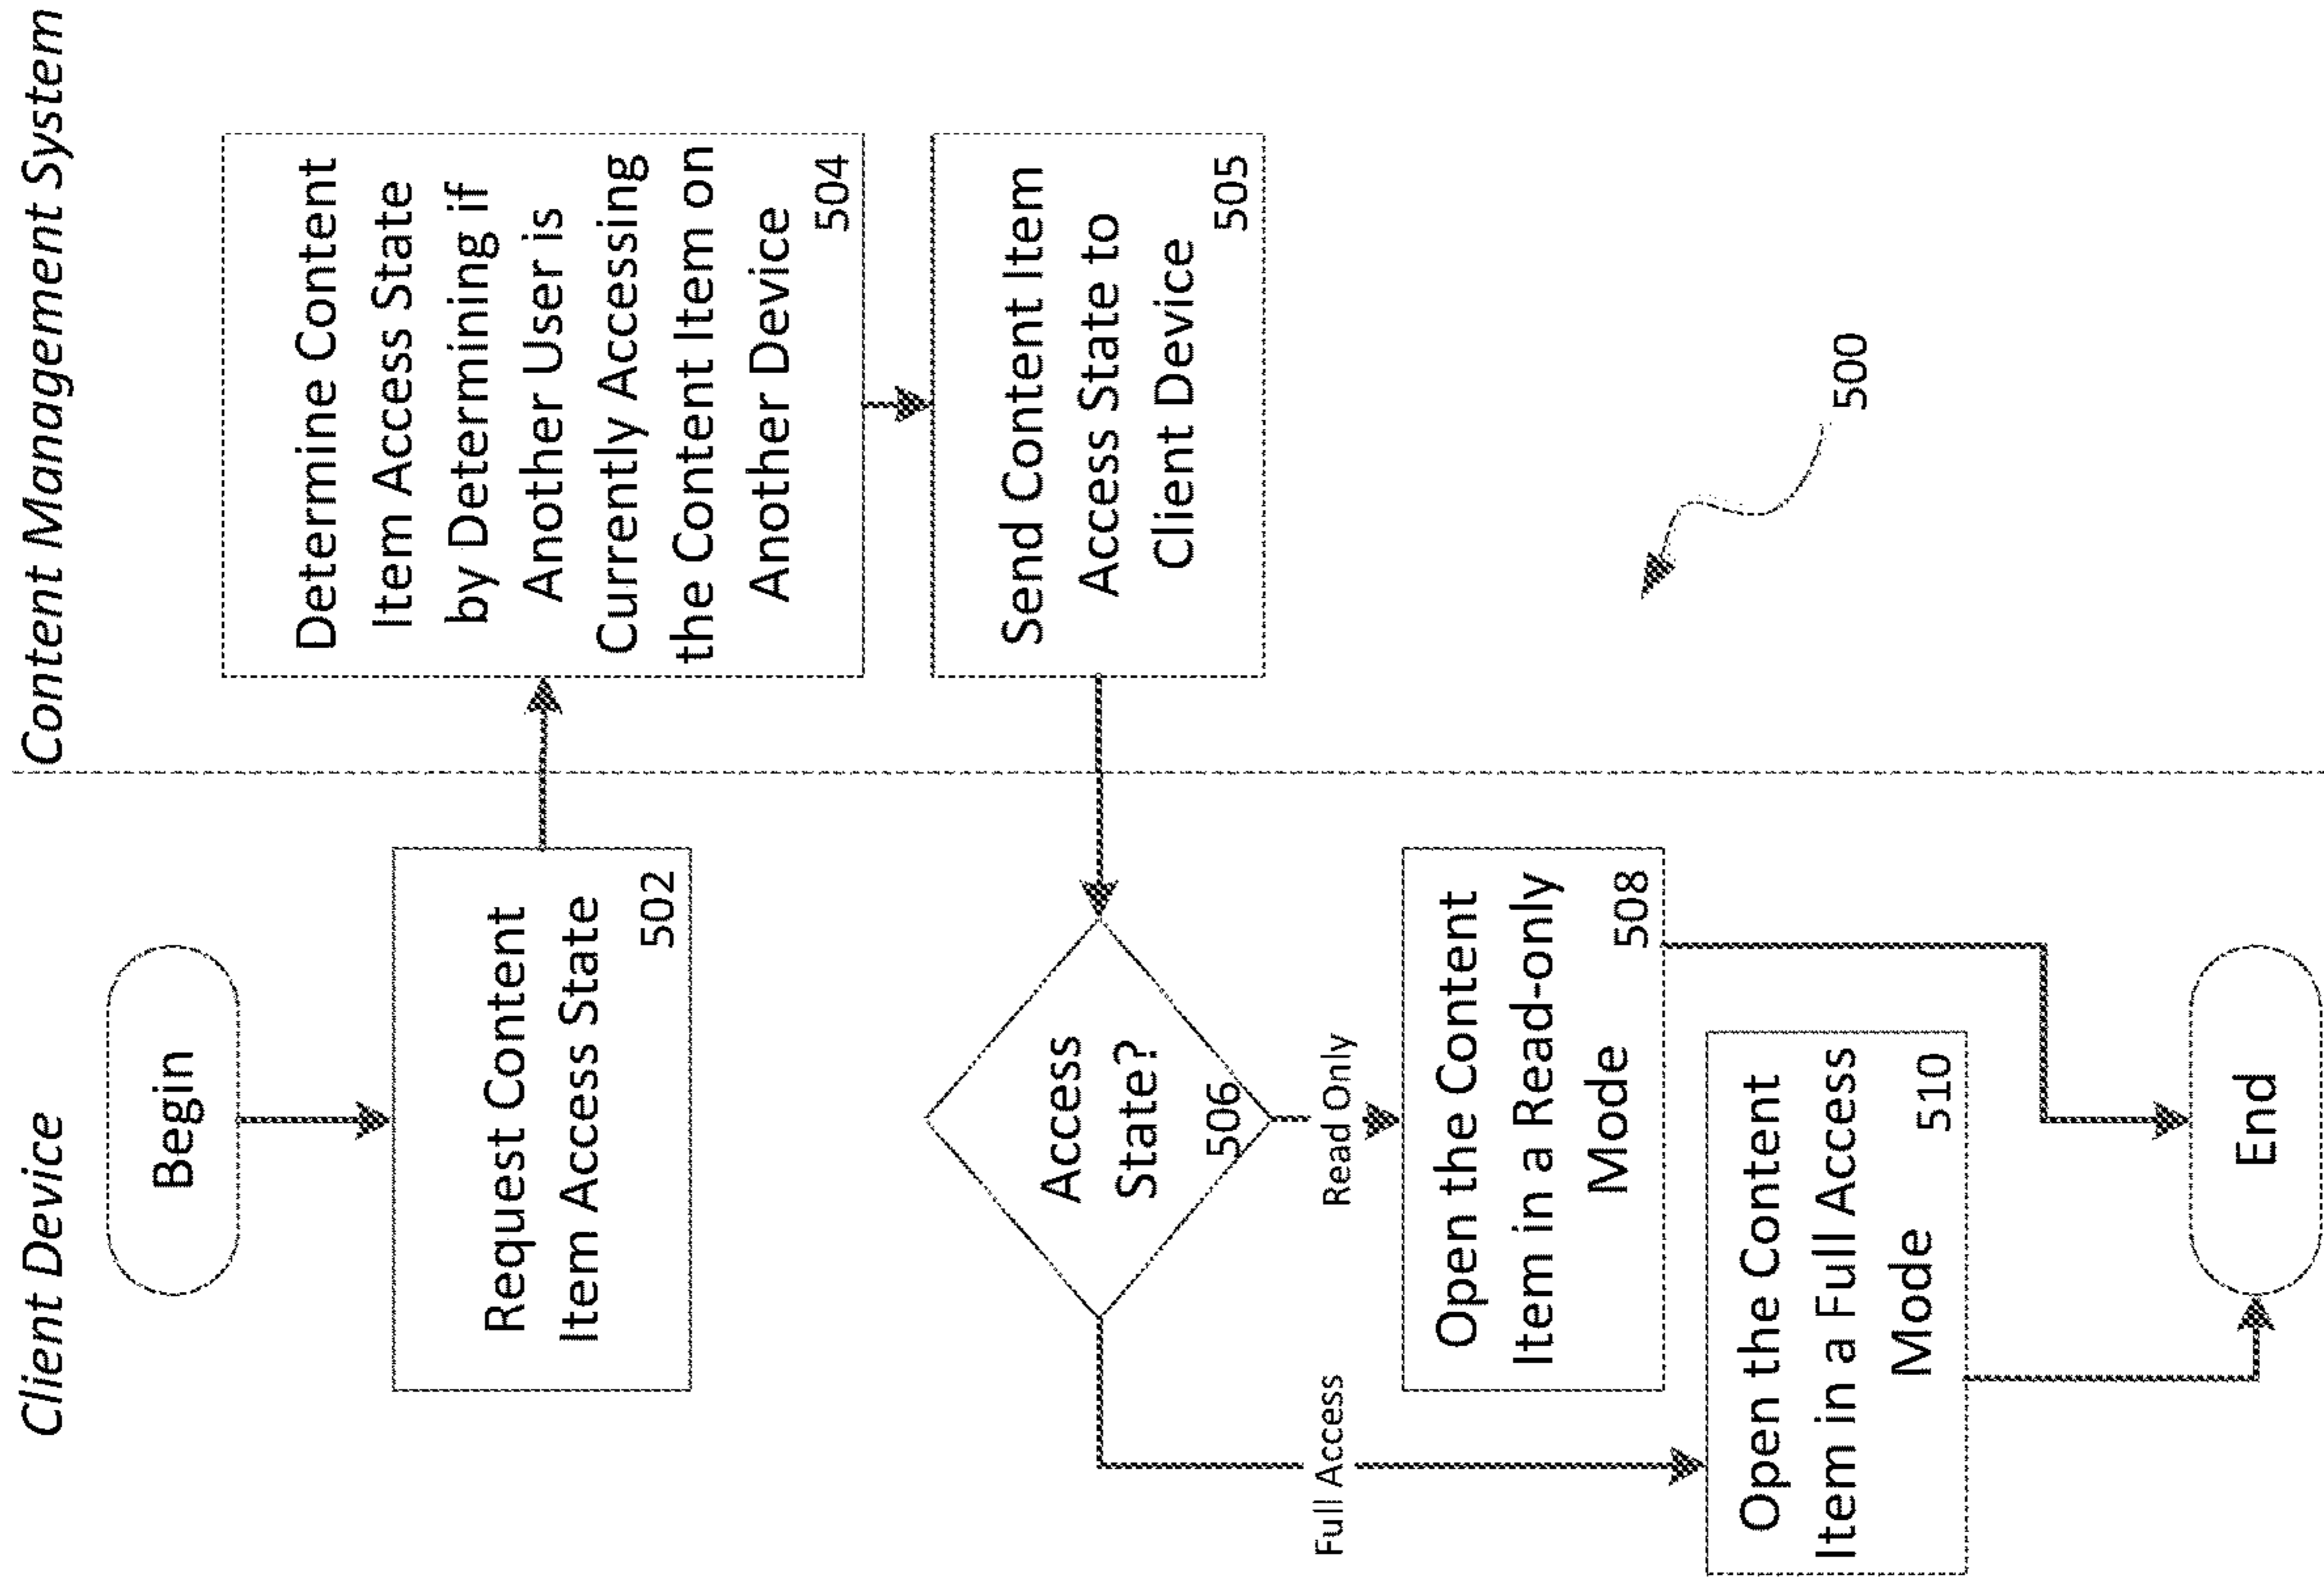 Client Device
Content Management System
Begin
Request Content
Item Access State
502
Determine Content
Item Access State
by Determining if
Another User is
Currently Accessing
the Content Item on
Another Device
504
Send Content Item
Access State to
Client Device
505
Access
State?
506
Read Only
Full Access
Open the Content
Item in a Read-only
Mode
508
Open the Content
Item in a Full Access
Mode
510
End
500